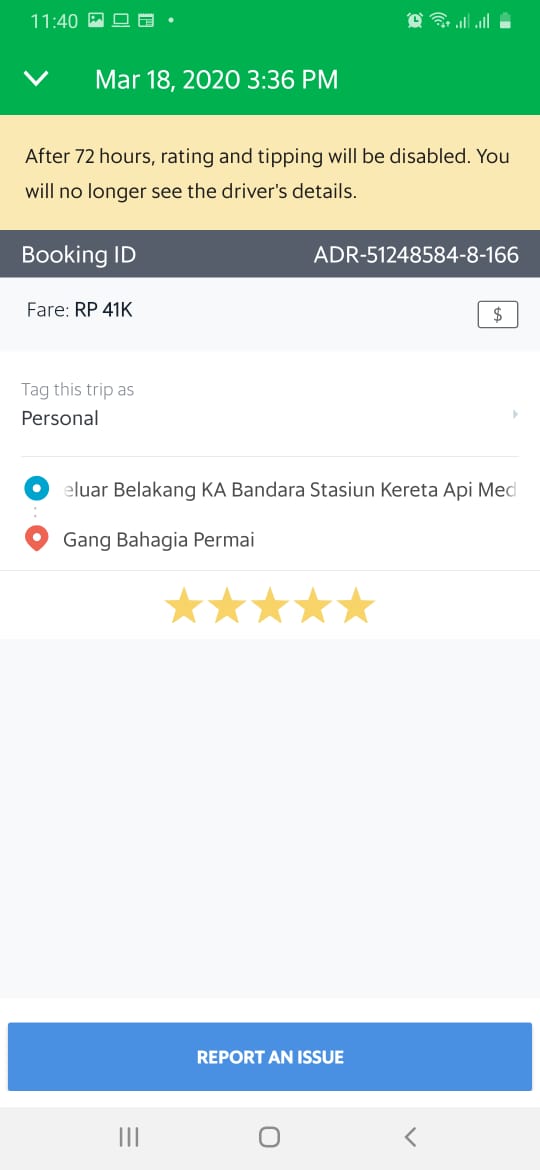 11:40
Mar 18, 2020 3:36 PM
After 72 hours, rating and tipping will be disabled. You
will no longer see the driver's details.
Booking ID ADR-51248584-8-166
Fare: RP 41K $
Tag this trip as
Personal
eluar Belakang KA Bandara Stasiun Kereta Api Med
Gang Bahagia Permai
REPORT AN ISSUE